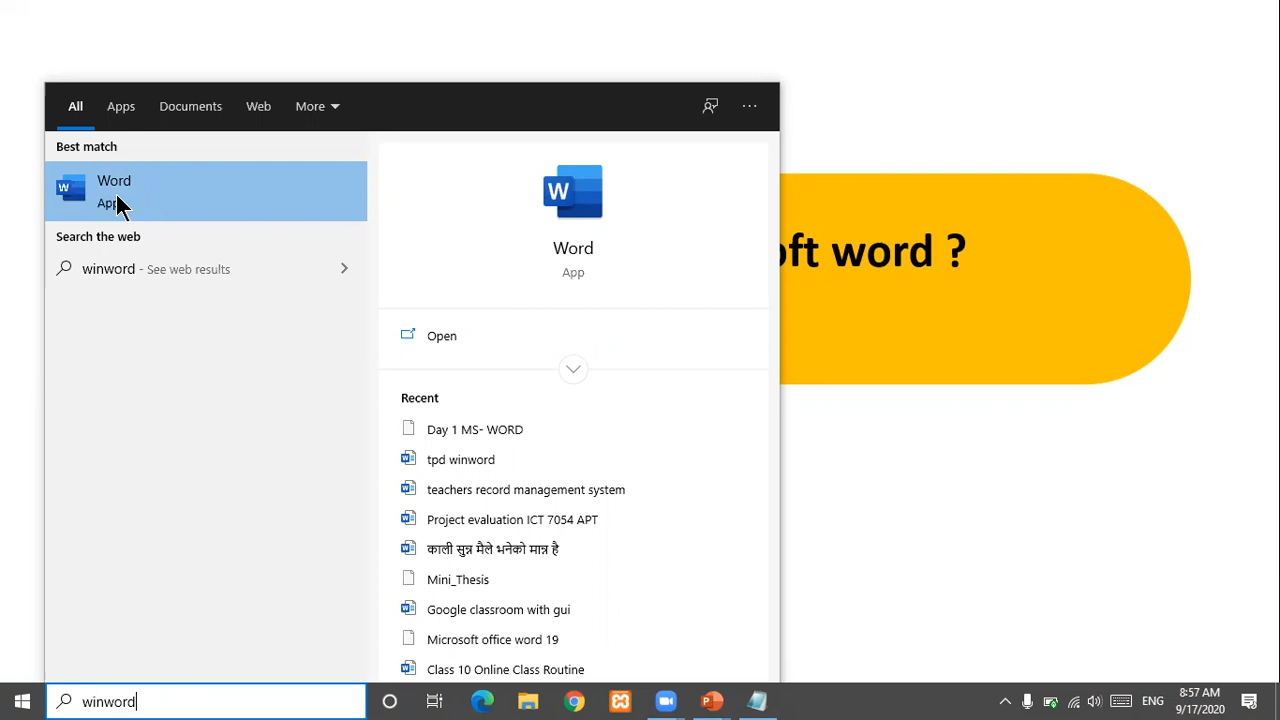 All Apps Documents Web More
Best match
Word
App
Search the web
winword - See web results
Word
App
Open
Recent
Day 1 MS- WORD
tpd winword
teachers record management system
Project evaluation ICT 7054 APT
काली सुन्न मैले भनेको मान्न है
Mini_Thesis
Google classroom with gui
Microsoft office word 19
Class 10 Online Class Routine
word ?
winword
ENG
8:57 AM
9/17/2020